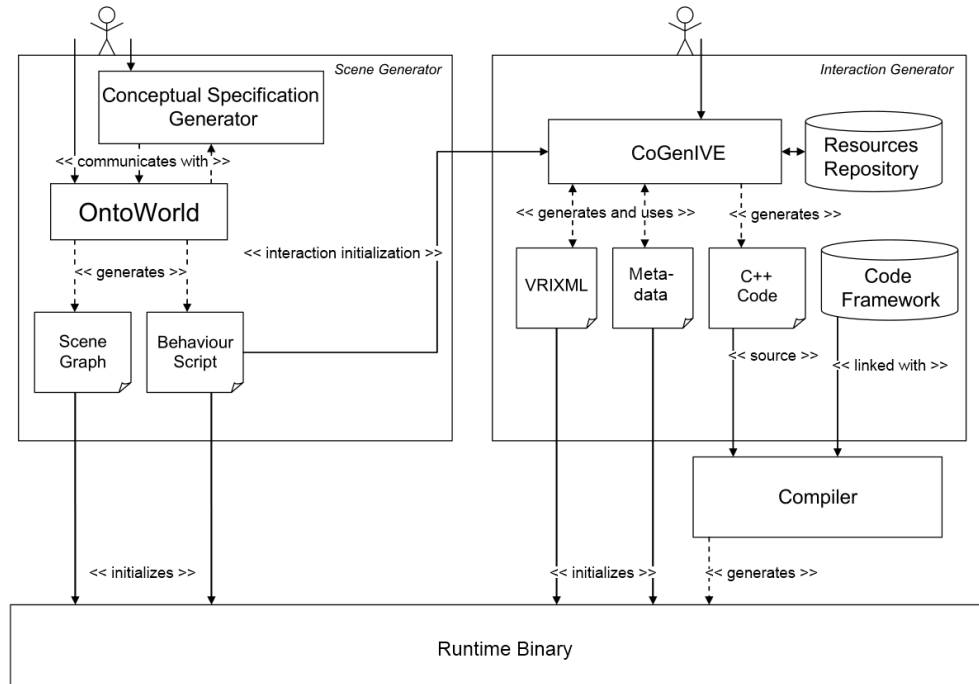 Scene Generator
Conceptual Specification
Generator
<< communicates with >>
OntoWorld
<< generates >>
Scene
Graph
Behaviour
Script
<< interaction initialization >>
<< initializes >>
Interaction Generator
CoGenIVE
Resources
Repository
<< generates and uses >>
<< generates >>
VRIXML
Meta-
data
C++
Code
Code
Framework
<< source >>
<< linked with >>
Compiler
<< initializes >>
<< generates >>
Runtime Binary